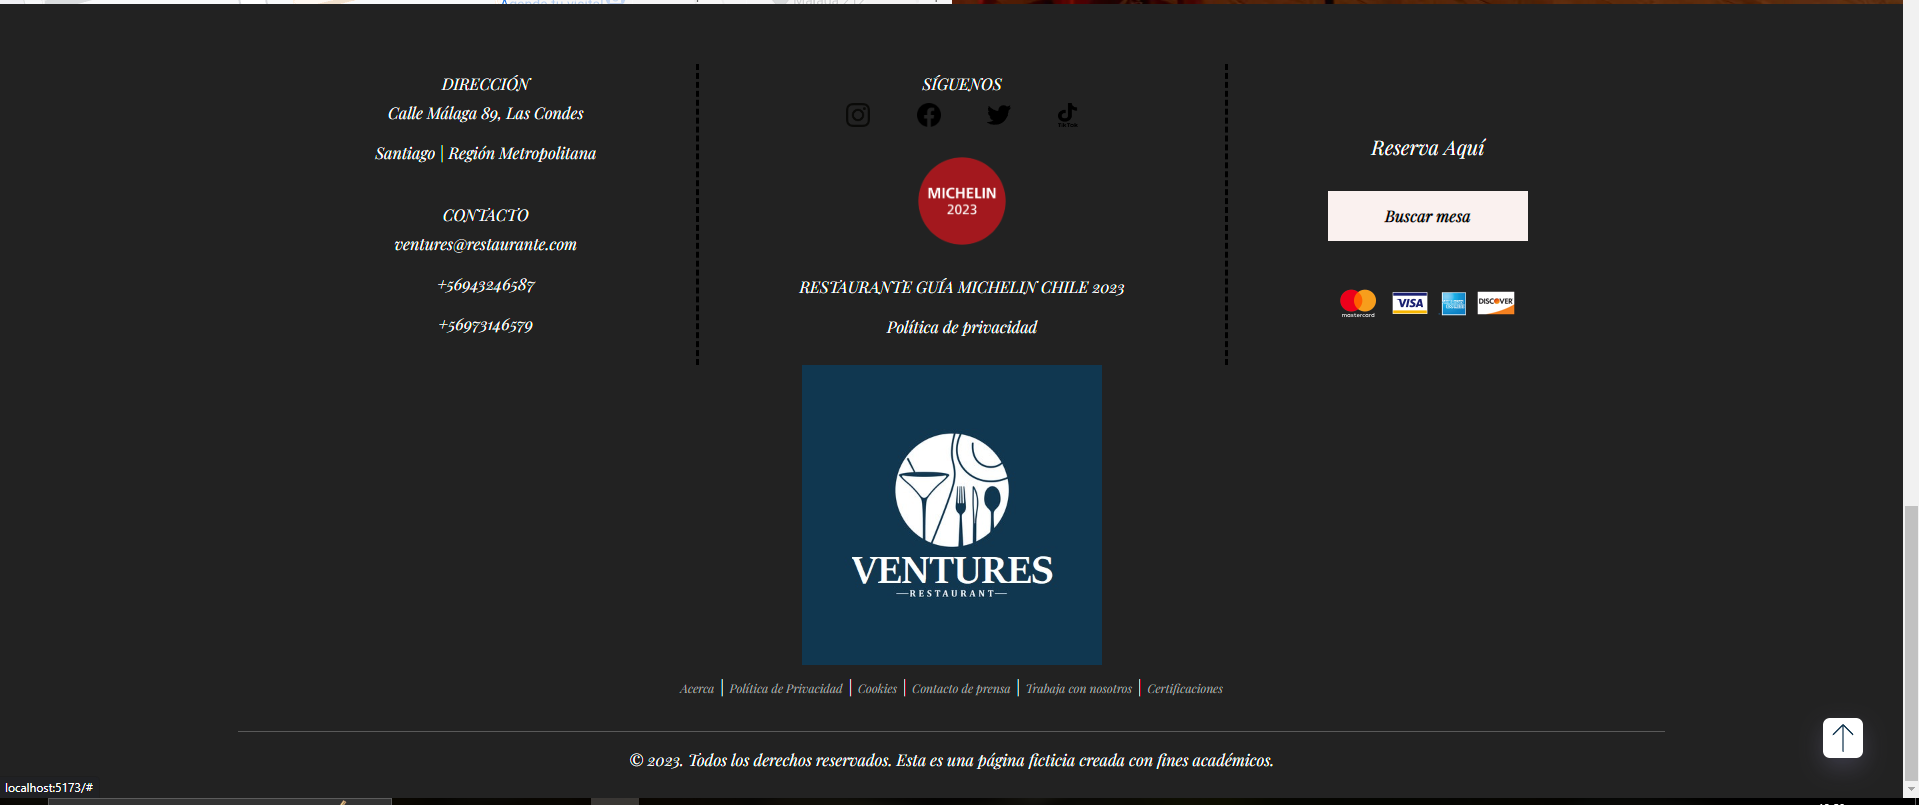 DIRECCIÓN
Calle Málaga 89, Las Condes
Santiago | Región Metropolitana
CONTACTO
ventures@restaurante.com
+56943246587
+56973146579
SÍGUENOS
TikTok
MICHELIN
2023
RESTAURANTE GUÍA MICHELIN CHILE 2023
Política de privacidad
Reserva Aquí
Buscar mesa
mastercard
VISA
DISCOVER
VENTURES
RESTAURANT
Acerca | Política de Privacidad | Cookies | Contacto de prensa | Trabaja con nosotros | Certificaciones
© 2023. Todos los derechos reservados. Esta es una página ficticia creada con fines académicos.
localhost:5173/#